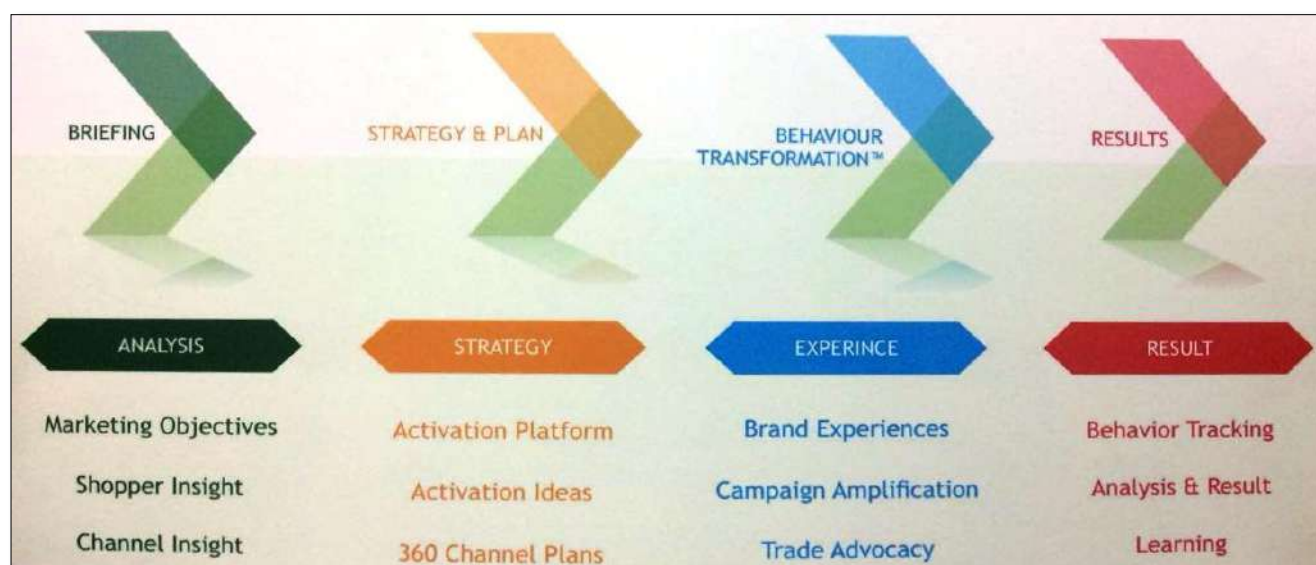 BRIEFING
STRATEGY & PLAN
BEHAVIOUR
TRANSFORMATION™
RESULTS
ANALYSIS
STRATEGY
EXPERINCE
RESULT
Marketing Objectives
Activation Platform
Brand Experiences
Behavior Tracking
Shopper Insight
Activation Ideas
Campaign Amplification
Analysis & Result
Channel Insight
360 Channel Plans
Trade Advocacy
Learning